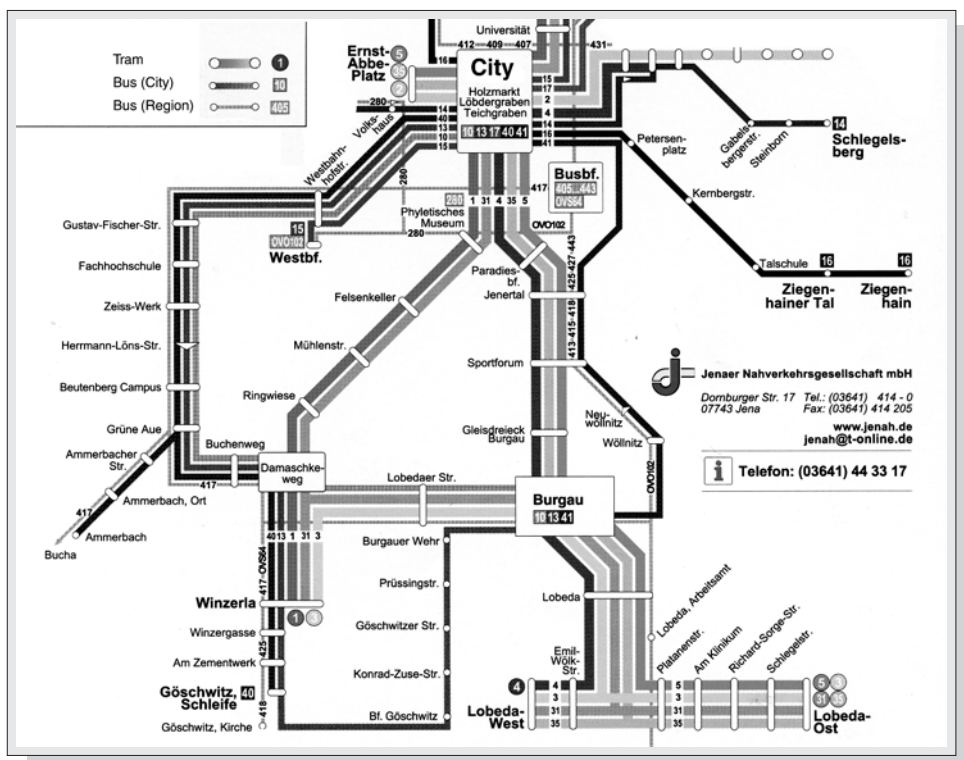 Tram
1
Bus (City)
10
Bus (Region)
405
Universität
412 409 407
431
Ernst-
Abbe-
Platz
5
35
2
16
City
Holzmarkt
Löbdergraben
Teichgraben
10 13 17 40 41
15
17
2
4
14
16
41
280
Volks-
haus
14
40
13
10
15
Westbahn-
hofstr.
280
Petersen-
platz
Gabels-
bergerstr.
Steinborn
14
Schlegels-
berg
Kernbergstr.
Talschule
16
Ziegen-
hainer Tal
16
Ziegen-
hain
417
Busbf.
405...443
OVS64
280
1 31 4 35 5
Phyletisches
Museum
OVO102
280
15
OVO102
Westbf.
Gustav-Fischer-Str.
Fachhochschule
Zeiss-Werk
Herrmann-Löns-Str.
Beutenberg Campus
Grüne Aue
Ammerbacher
Str.
Ammerbach, Ort
417
Ammerbach
Bucha
Buchenweg
417
Felsenkeller
Mühlenstr.
Ringwiese
Damaschke-
weg
Paradies-
bf.
Jenertal
425 427 443
413 415 418
Sportforum
Neu-
wöllnitz
Wöllnitz
OVO102
Gleisdreieck
Burgau
Jenaer Nahverkehrsgesellschaft mbH
Dornburger Str. 17 Tel.: (03641) 414 - 0
07743 Jena Fax: (03641) 414 205
www.jenah.de
jenah@t-online.de
i
Telefon: (03641) 44 33 17
Lobedaer Str.
Burgau
10 13 41
40 13 1 31 3
417 OVS64
Winzerla
1 3
Winzergasse
425
Am Zementwerk
Göschwitz,
Schleife
40
418
Göschwitz, Kirche
Burgauer Wehr
Prüssingstr.
Göschwitzer Str.
Konrad-Zuse-Str.
Bf. Göschwitz
Lobeda
Lobeda, Arbeitsamt
Emil-
Wölk-
Str.
Platanenstr.
Am Klinikum
Richard-Sorge-Str.
Schlegelstr.
4
Lobeda-
West
4 5
3 3
31 31
35 35
5 3
31 35
Lobeda-
Ost